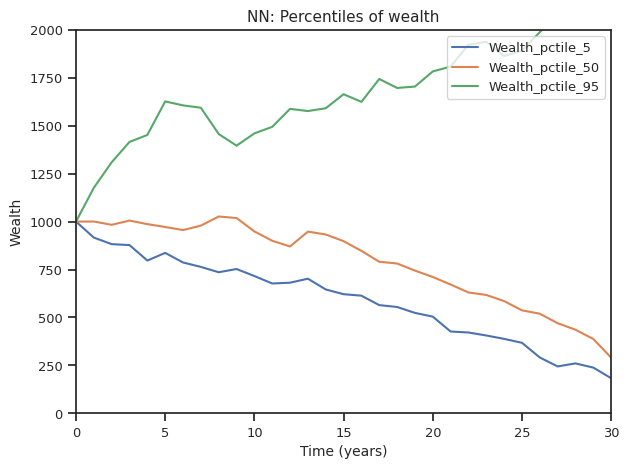 NN: Percentiles of wealth
Wealth_pctile_5
Wealth_pctile_50
Wealth_pctile_95
Wealth
2000
1750
1500
1250
1000
750
500
250
0
0 5 10 15 20 25 30
Time (years)